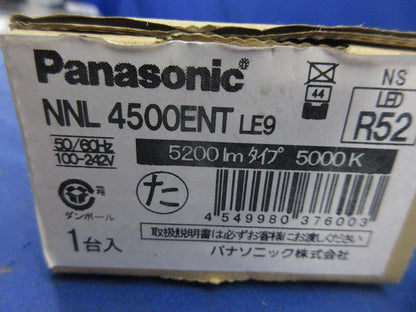 Panasonic®
NS
NNL 4500ENT LE9
44
LED
R52
50/60Hz
100-242V
5200 lm タイプ 5000K
箱
ダンボール
た
4 549980 376003
1台入
取扱説明書は必ずお客様にお渡しください
パナソニック株式会社